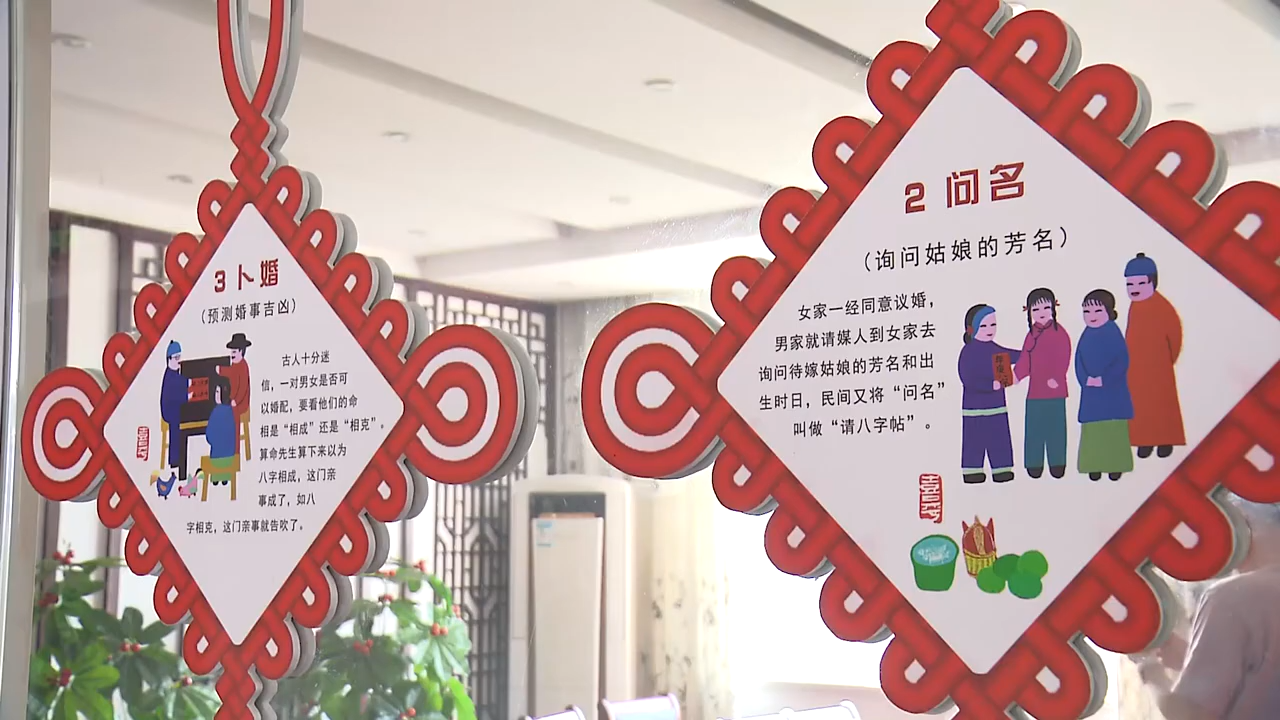 3 卜婚
（预测婚事吉凶）
古人十分迷
信，一对男女是否可
以婚配，要看他们的命
相是“相成”还是“相克”。
算命先生算下来以为
八字相成，这门亲
事成了，如八
字相克，这门亲事就告吹了。
2 问名
（询问姑娘的芳名）
女家一经同意议婚，
男家就请媒人到女家去
询问待嫁姑娘的芳名和出
生时日，民间又将“问名”
叫做“请八字帖”。